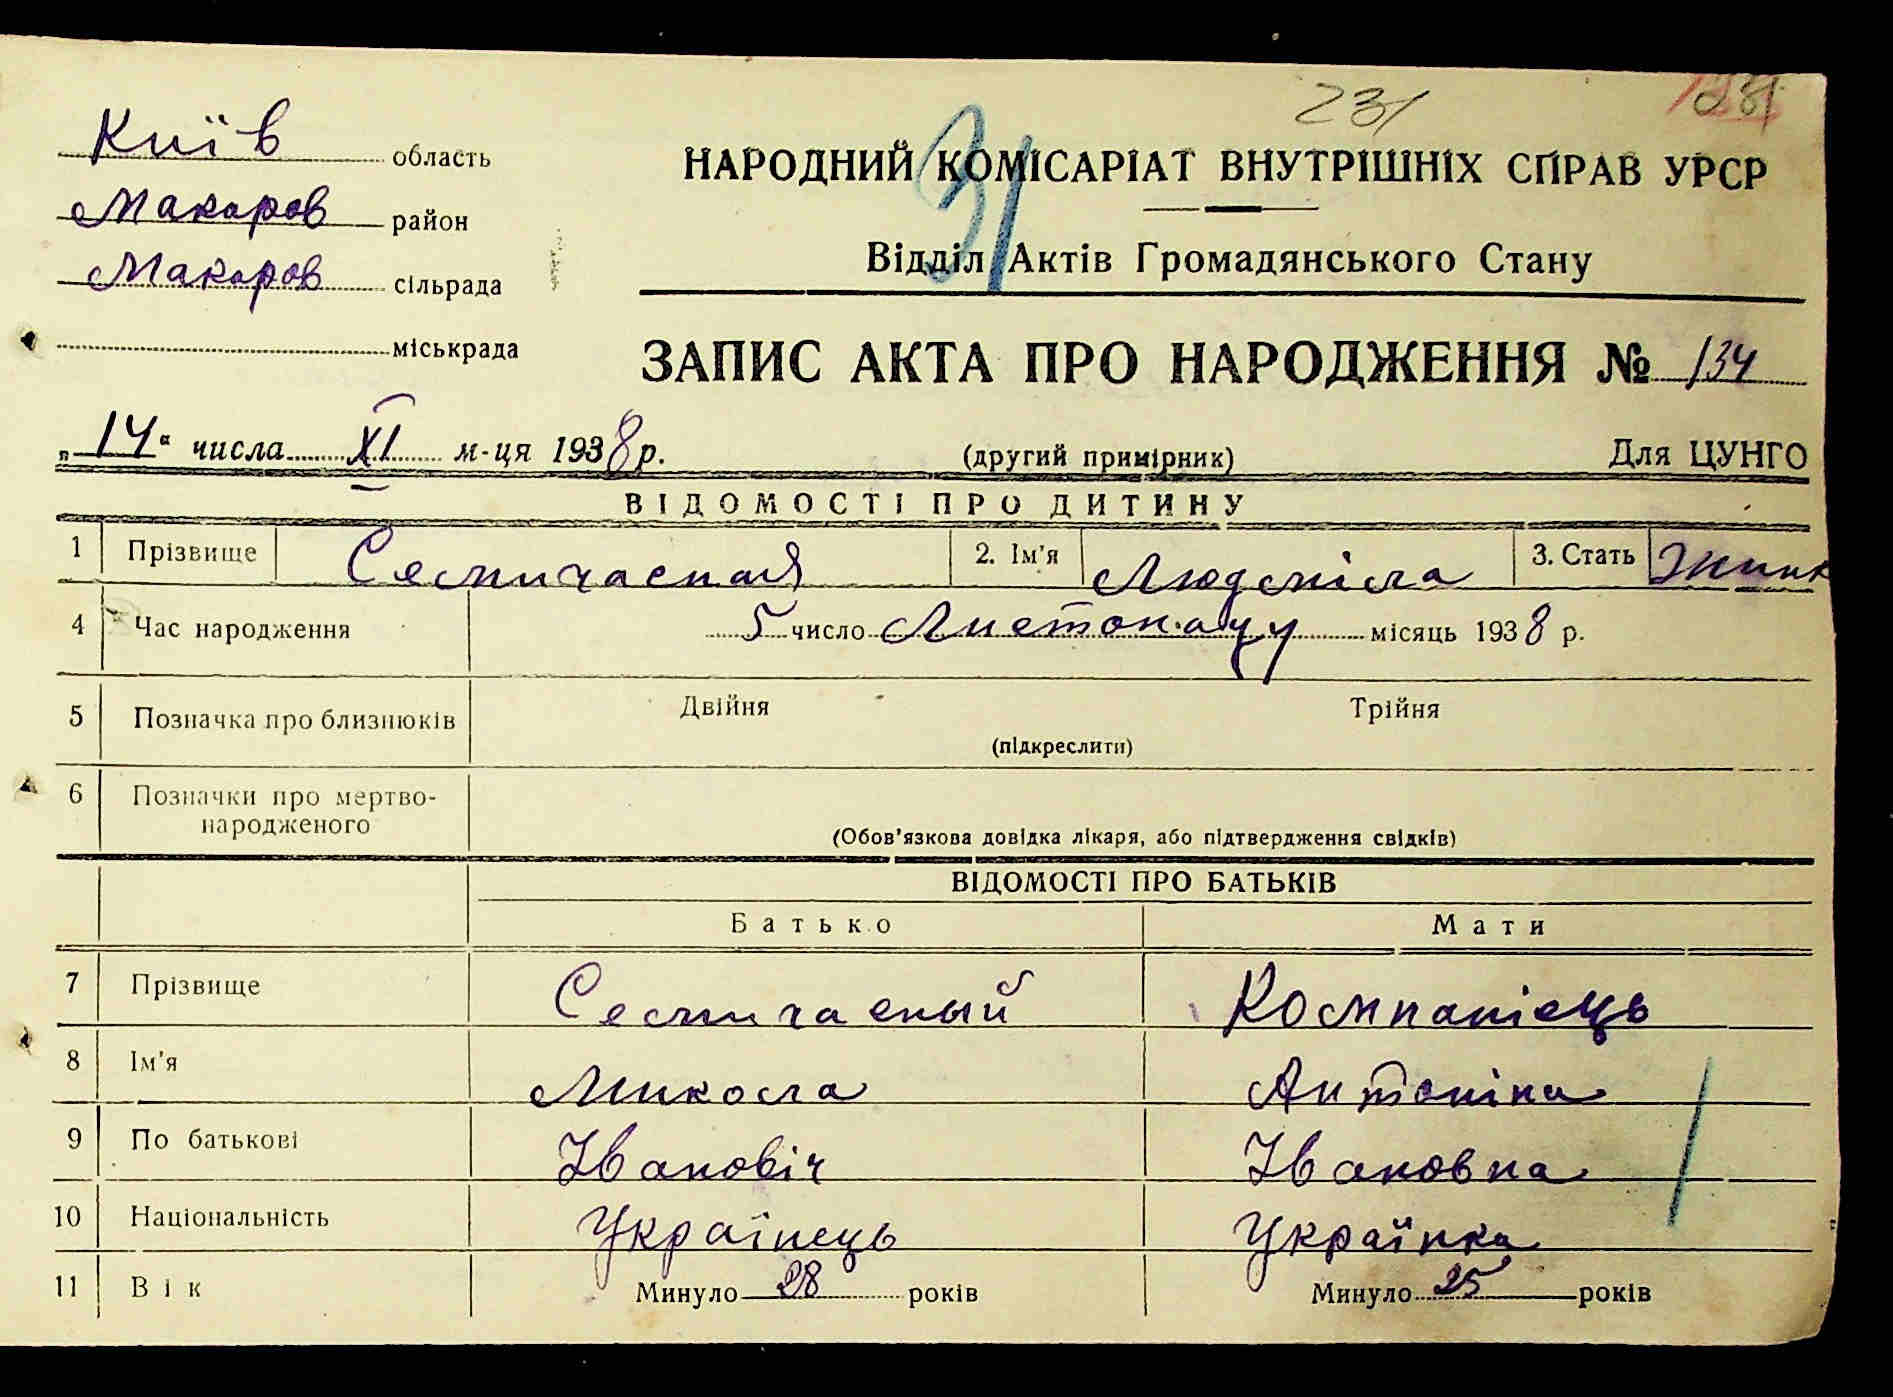 231
231
Київ область
НАРОДНИЙ КОМІСАРІАТ ВНУТРІШНІХ СПРАВ УРСР
31
Макаров район
Відділ Актів Громадянського Стану
Макаров сільрада
міськрада
ЗАПИС АКТА ПРО НАРОДЖЕННЯ № 134
„14“ числа XI м-ця 1938 р. (другий примірник) Для ЦУНГО
ВІДОМОСТІ ПРО ДИТИНУ
1 Прізвище Семичасная 2. Ім'я Людміла 3. Стать
4 Час народження 5 число Листопаду місяць 1938 р.
5 Позначка про близнюків Двійня Трійня
(підкреслити)
6 Позначки про мертво-
народженого
(Обов'язкова довідка лікаря, або підтвердження свідків)
ВІДОМОСТІ ПРО БАТЬКІВ
Батько Мати
7 Прізвище Семичасный Компаніець
8 Ім'я Микола Антоніна
9 По батькові Івановіч Івановна
10 Національність Українець Українка
11 Вік Минуло 28 років Минуло 25 років